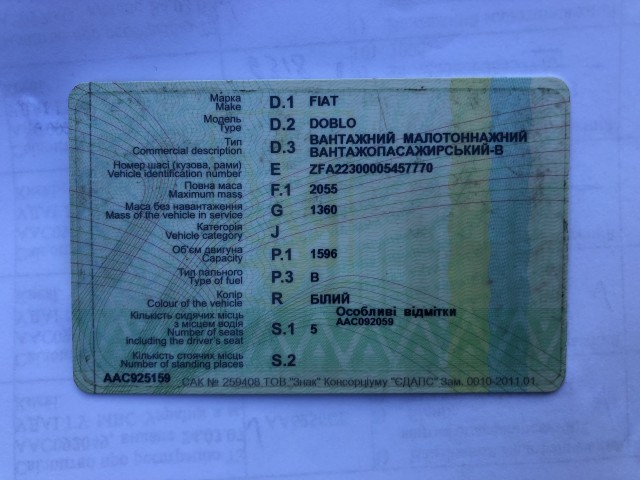 Марка
Make D.1 FIAT
Модель
Type D.2 DOBLO
Тип
Commercial description D.3 ВАНТАЖНИЙ МАЛОТОННАЖНИЙ
ВАНТАЖОПАСАЖИРСЬКИЙ-В
Номер шасі (кузова, рами)
Vehicle identification number E ZFA22300005457770
Повна маса
Maximum mass F.1 2055
Маса без навантаження
Mass of the vehicle in service G 1360
Категорія
Vehicle category J
Об'єм двигуна
Capacity P.1 1596
Тип пального
Type of fuel P.3 B
Колір
Colour of the vehicle R БІЛИЙ
Особливі відмітки
Кількість сидячих місць
з місцем водія
Number of seats
including the driver's seat S.1 5 AAC092059
Кількість стоячих місць
Number of standing places S.2
AAC925159 САК № 259408 ТОВ "Знак" Консорціуму "ЄДАПС" Зам. 0010-2011.01.